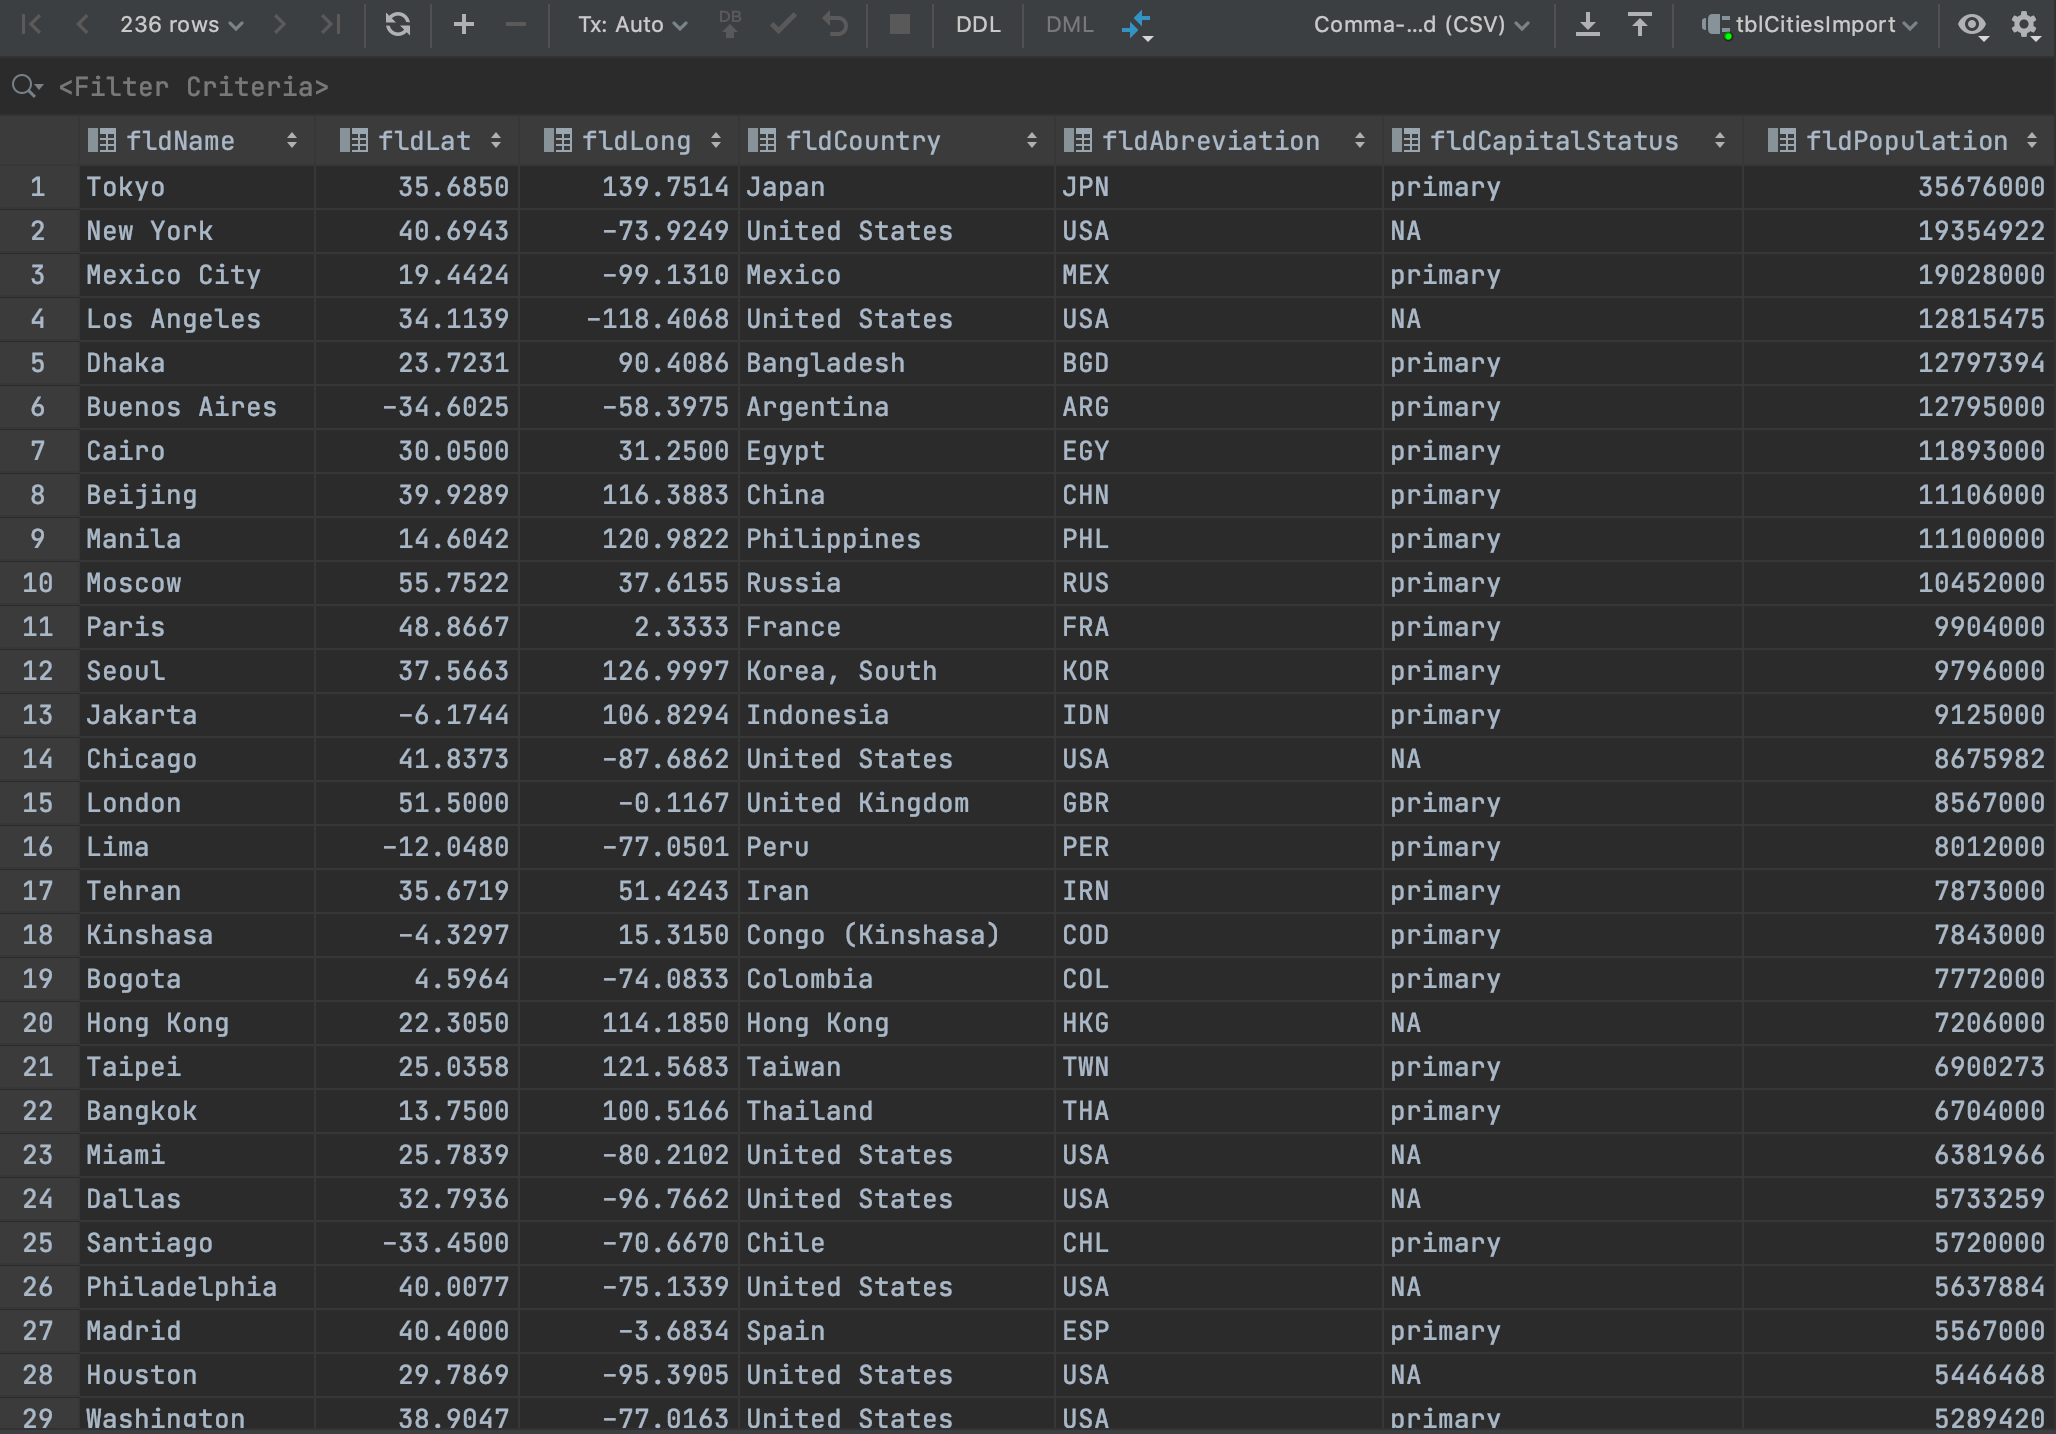 236 rows Tx: Auto DB DDL DML Comma-...d (CSV) tblCitiesImport
<Filter Criteria>
fldName fldLat fldLong fldCountry fldAbreviation fldCapitalStatus fldPopulation
1 Tokyo 35.6850 139.7514 Japan JPN primary 35676000
2 New York 40.6943 -73.9249 United States USA NA 19354922
3 Mexico City 19.4424 -99.1310 Mexico MEX primary 19028000
4 Los Angeles 34.1139 -118.4068 United States USA NA 12815475
5 Dhaka 23.7231 90.4086 Bangladesh BGD primary 12797394
6 Buenos Aires -34.6025 -58.3975 Argentina ARG primary 12795000
7 Cairo 30.0500 31.2500 Egypt EGY primary 11893000
8 Beijing 39.9289 116.3883 China CHN primary 11106000
9 Manila 14.6042 120.9822 Philippines PHL primary 11100000
10 Moscow 55.7522 37.6155 Russia RUS primary 10452000
11 Paris 48.8667 2.3333 France FRA primary 9904000
12 Seoul 37.5663 126.9997 Korea, South KOR primary 9796000
13 Jakarta -6.1744 106.8294 Indonesia IDN primary 9125000
14 Chicago 41.8373 -87.6862 United States USA NA 8675982
15 London 51.5000 -0.1167 United Kingdom GBR primary 8567000
16 Lima -12.0480 -77.0501 Peru PER primary 8012000
17 Tehran 35.6719 51.4243 Iran IRN primary 7873000
18 Kinshasa -4.3297 15.3150 Congo (Kinshasa) COD primary 7843000
19 Bogota 4.5964 -74.0833 Colombia COL primary 7772000
20 Hong Kong 22.3050 114.1850 Hong Kong HKG NA 7206000
21 Taipei 25.0358 121.5683 Taiwan TWN primary 6900273
22 Bangkok 13.7500 100.5166 Thailand THA primary 6704000
23 Miami 25.7839 -80.2102 United States USA NA 6381966
24 Dallas 32.7936 -96.7662 United States USA NA 5733259
25 Santiago -33.4500 -70.6670 Chile CHL primary 5720000
26 Philadelphia 40.0077 -75.1339 United States USA NA 5637884
27 Madrid 40.4000 -3.6834 Spain ESP primary 5567000
28 Houston 29.7869 -95.3905 United States USA NA 5446468
29 Washington 38.9047 -77.0163 United States USA primary 5289420